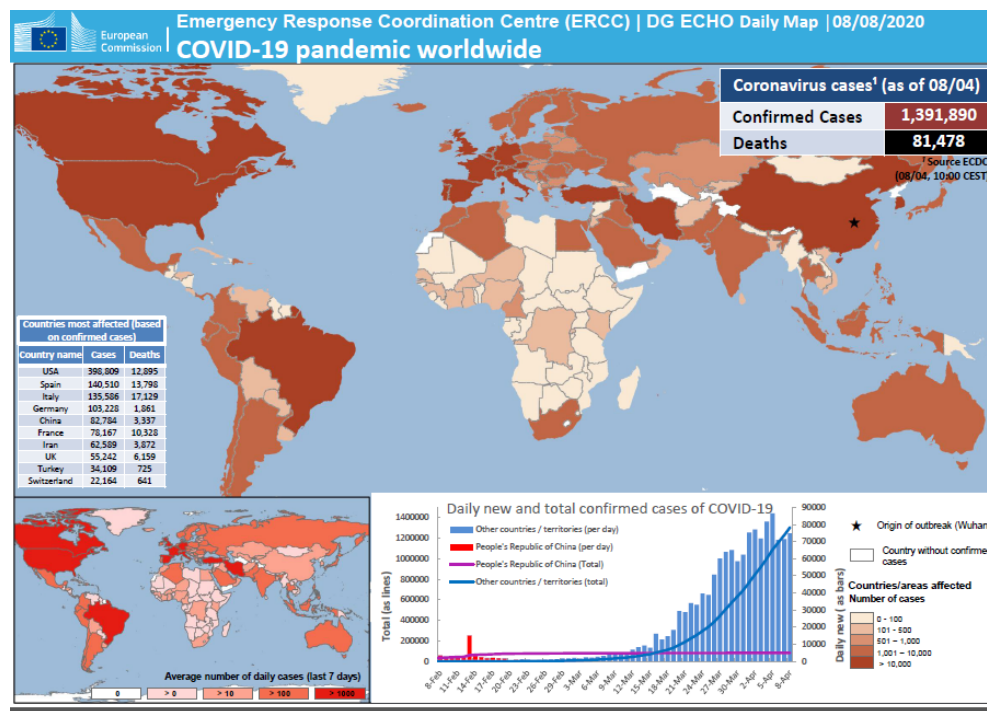 European
Commission
Emergency Response Coordination Centre (ERCC) | DG ECHO Daily Map | 08/08/2020
COVID-19 pandemic worldwide
Coronavirus cases¹ (as of 08/04)
Confirmed Cases 1,391,890
Deaths 81,478
¹ Source ECDC
(08/04, 10:00 CEST)
Countries most affected (based
on confirmed cases)
Country name Cases Deaths
USA 398,809 12,895
Spain 140,510 13,798
Italy 135,586 17,129
Germany 103,228 1,861
China 82,784 3,337
France 78,167 10,328
Iran 62,589 3,872
UK 55,242 6,159
Turkey 34,109 725
Switzerland 22,164 641
Average number of daily cases (last 7 days)
0 > 0 > 10 > 100 > 1000
Daily new and total confirmed cases of COVID-19
Other countries / territories (per day)
People's Republic of China (per day)
People's Republic of China (Total)
Other countries / territories (total)
Total (as lines)
1400000
1200000
1000000
800000
600000
400000
200000
0
90000
80000
70000
60000
50000
40000
30000
20000
10000
0
Daily new ( as bars)
8-Feb 11-Feb 14-Feb 17-Feb 20-Feb 23-Feb 26-Feb 29-Feb 3-Mar 6-Mar 9-Mar 12-Mar 15-Mar 18-Mar 21-Mar 24-Mar 27-Mar 30-Mar 2-Apr 5-Apr 8-Apr
Origin of outbreak (Wuhan
Country without confirme
cases
Countries/areas affected
Number of cases
0 - 100
101 - 500
501 – 1,000
1,001 – 10,000
> 10,000